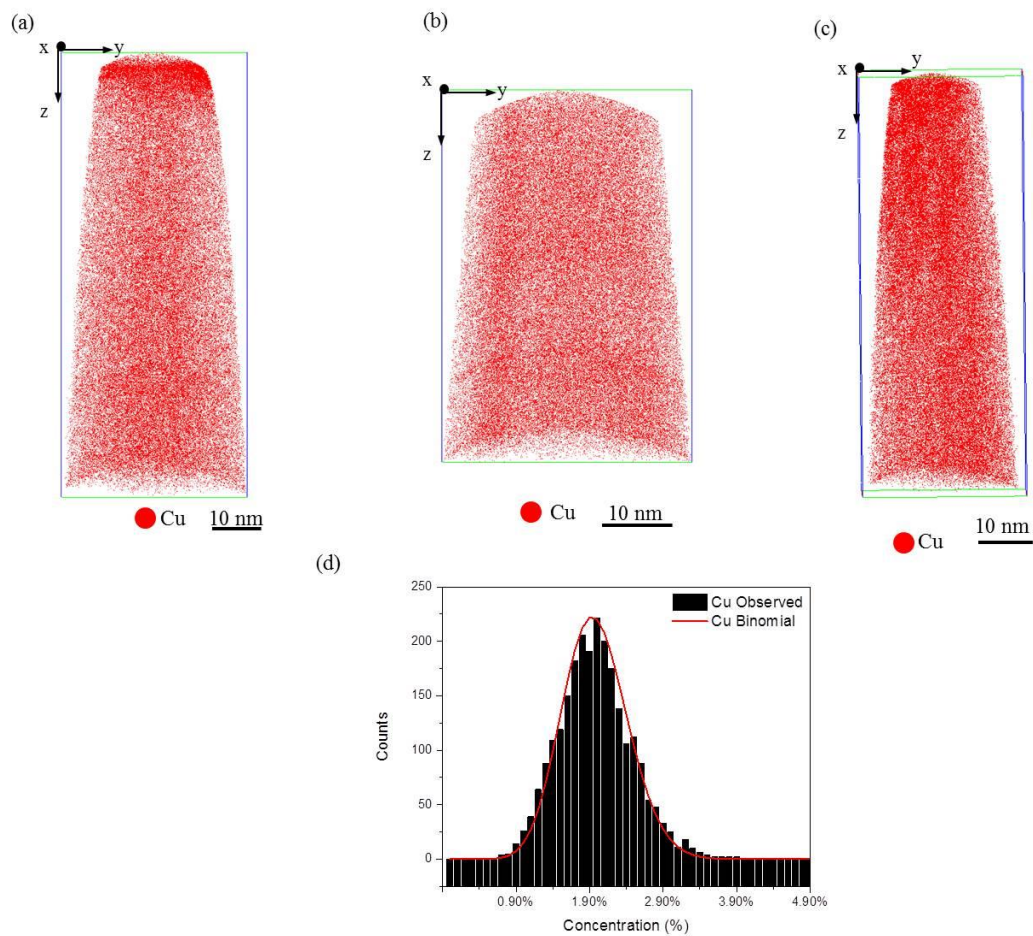 (a)
x
y
z
Cu
10 nm
(b)
x
y
z
Cu
10 nm
(c)
x
y
z
Cu
10 nm
(d)
250
200
150
100
50
0
Counts
Cu Observed
Cu Binomial
0.90%
1.90%
2.90%
3.90%
4.90%
Concentration (%)